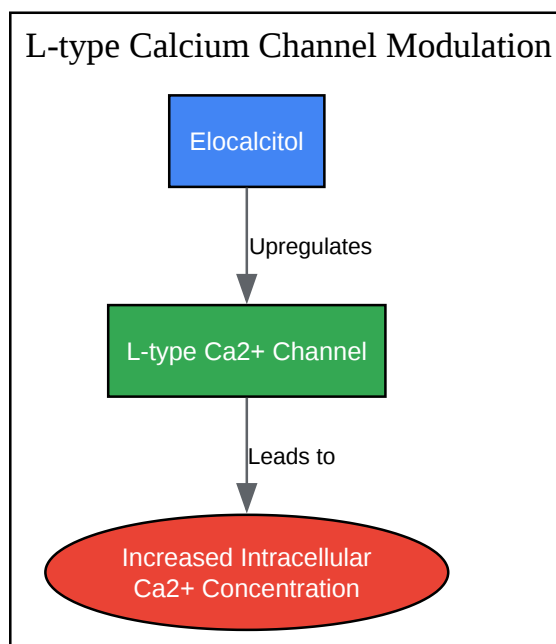 L-type Calcium Channel Modulation
Elocalcitol
Upregulates
L-type Ca2+ Channel
Leads to
Increased Intracellular
Ca2+ Concentration